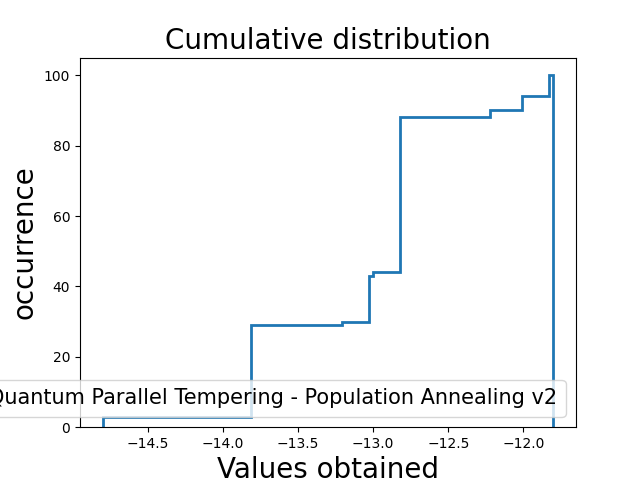 Cumulative distribution
100
80
60
40
20
0
occurrence
Quantum Parallel Tempering - Population Annealing v2
−14.5 −14.0 −13.5 −13.0 −12.5 −12.0
Values obtained